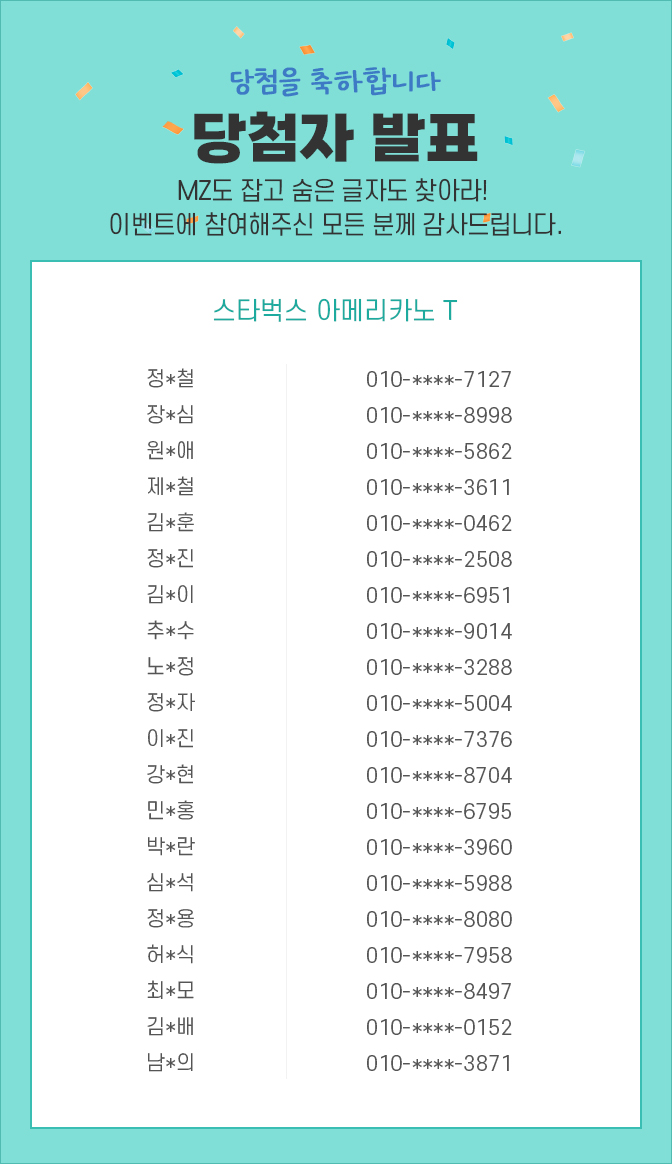 당첨을 축하합니다
당첨자 발표
MZ도 잡고 숨은 글자도 찾아라!
이벤트에 참여해주신 모든 분께 감사드립니다.
스타벅스 아메리카노 T
정*철 010-****-7127
장*심 010-****-8998
원*애 010-****-5862
제*철 010-****-3611
김*훈 010-****-0462
정*진 010-****-2508
김*이 010-****-6951
추*수 010-****-9014
노*정 010-****-3288
정*자 010-****-5004
이*진 010-****-7376
강*현 010-****-8704
민*홍 010-****-6795
박*란 010-****-3960
심*석 010-****-5988
정*용 010-****-8080
허*식 010-****-7958
최*모 010-****-8497
김*배 010-****-0152
남*의 010-****-3871